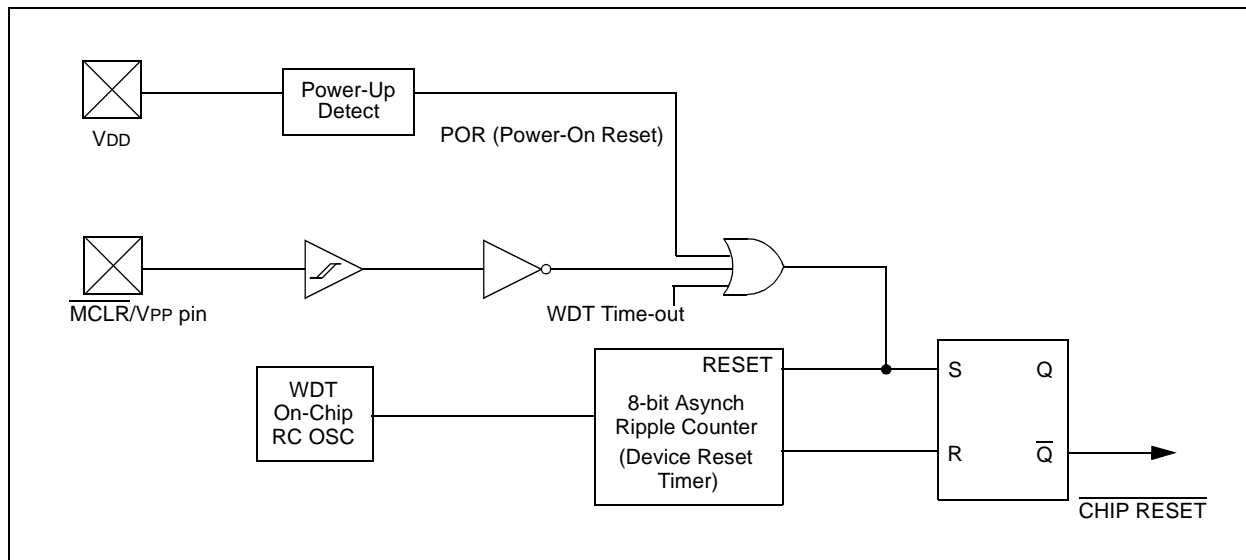 Power-Up
Detect
VDD
POR (Power-On Reset)
MCLR/VPP pin
WDT Time-out
WDT
On-Chip
RC OSC
RESET
8-bit Asynch
Ripple Counter
(Device Reset
Timer)
S Q
R Q
CHIP RESET